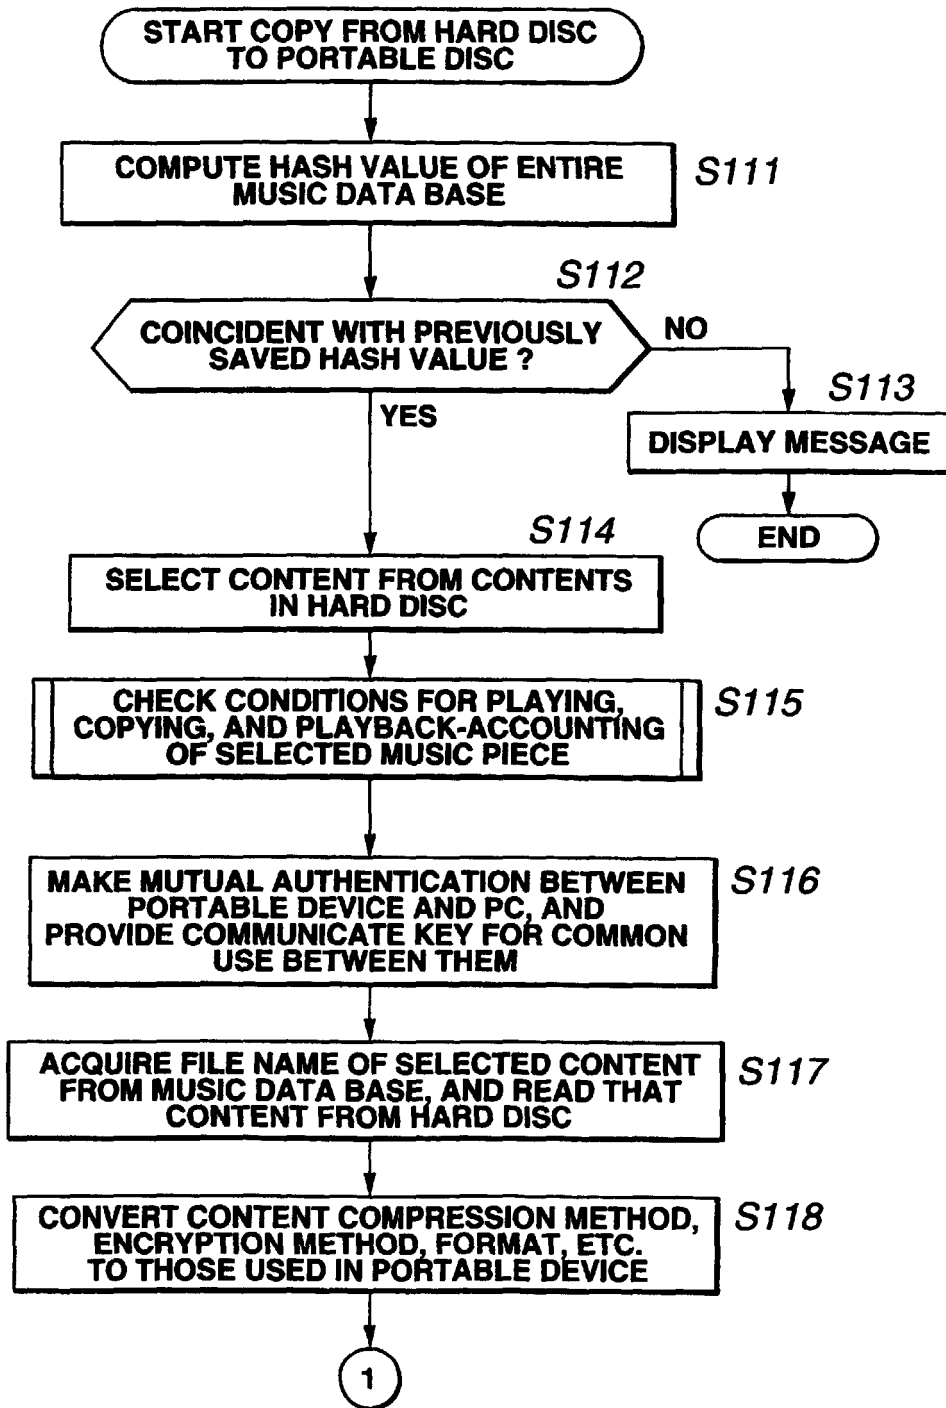 START COPY FROM HARD DISC
TO PORTABLE DISC
COMPUTE HASH VALUE OF ENTIRE
MUSIC DATA BASE
S111
S112
COINCIDENT WITH PREVIOUSLY
SAVED HASH VALUE ?
NO
YES
S113
DISPLAY MESSAGE
END
S114
SELECT CONTENT FROM CONTENTS
IN HARD DISC
CHECK CONDITIONS FOR PLAYING,
COPYING, AND PLAYBACK-ACCOUNTING
OF SELECTED MUSIC PIECE
S115
MAKE MUTUAL AUTHENTICATION BETWEEN
PORTABLE DEVICE AND PC, AND
PROVIDE COMMUNICATE KEY FOR COMMON
USE BETWEEN THEM
S116
ACQUIRE FILE NAME OF SELECTED CONTENT
FROM MUSIC DATA BASE, AND READ THAT
CONTENT FROM HARD DISC
S117
CONVERT CONTENT COMPRESSION METHOD,
ENCRYPTION METHOD, FORMAT, ETC.
TO THOSE USED IN PORTABLE DEVICE
S118
1